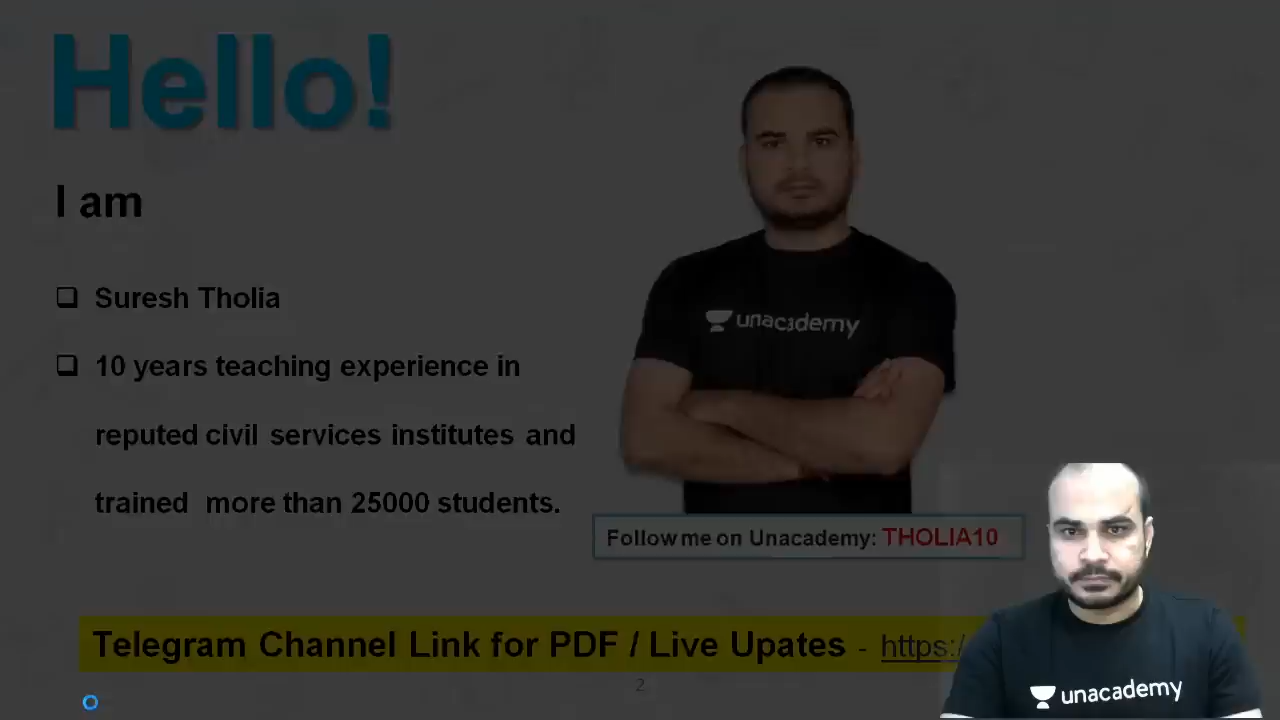 Hello!
I am
Suresh Tholia
10 years teaching experience in
reputed civil services institutes and
trained more than 25000 students.
unacademy
Follow me on Unacademy: THOLIA10
Telegram Channel Link for PDF / Live Upates - https:/
2
unacademy